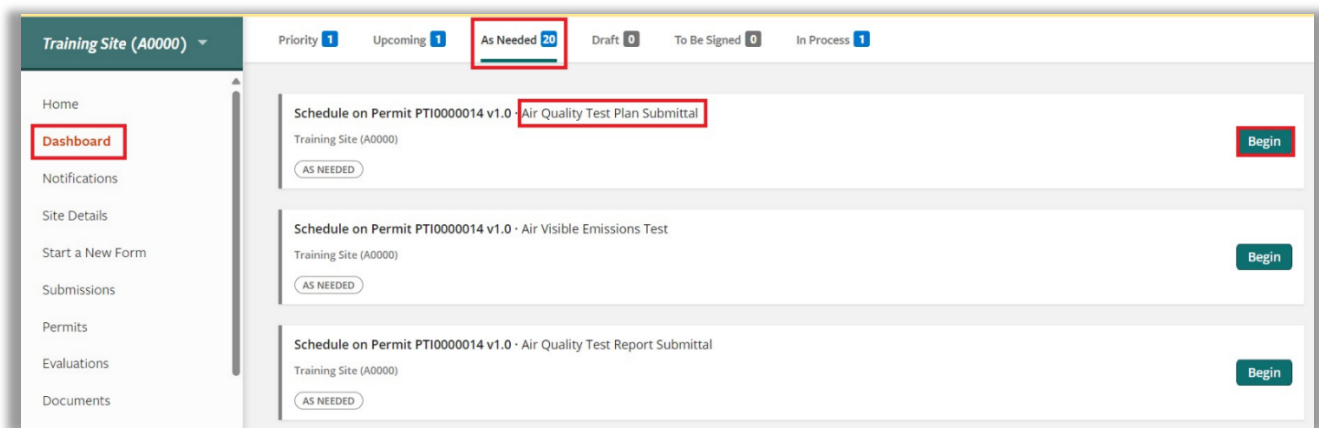 Training Site (A0000)
Priority 1 Upcoming 1 As Needed 20 Draft 0 To Be Signed 0 In Process 1
Home
Dashboard
Notifications
Site Details
Start a New Form
Submissions
Permits
Evaluations
Documents
Schedule on Permit PTI0000014 v1.0 · Air Quality Test Plan Submittal
Training Site (A0000)
AS NEEDED
Begin
Schedule on Permit PTI0000014 v1.0 · Air Visible Emissions Test
Training Site (A0000)
AS NEEDED
Begin
Schedule on Permit PTI0000014 v1.0 · Air Quality Test Report Submittal
Training Site (A0000)
AS NEEDED
Begin